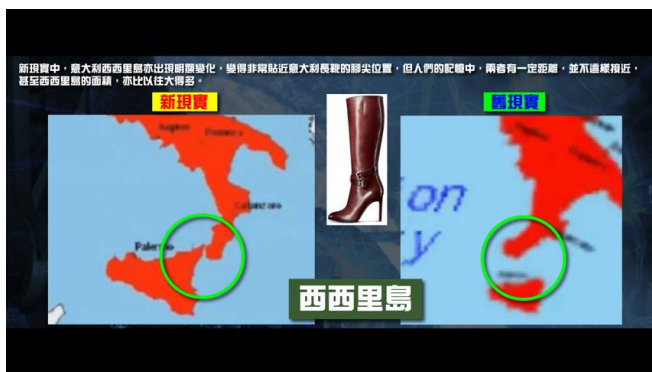 新現實中，意大利西西里島亦出現明顯變化，變得非常貼近意大利長靴的腳尖位置，但人們的記憶中，兩者有一定距離，並不這樣接近，
甚至西西里島的面積，亦比以往大得多。
新現實
舊現實
Naples
Potenza
Catanzaro
Palermo
on
y
西西里島